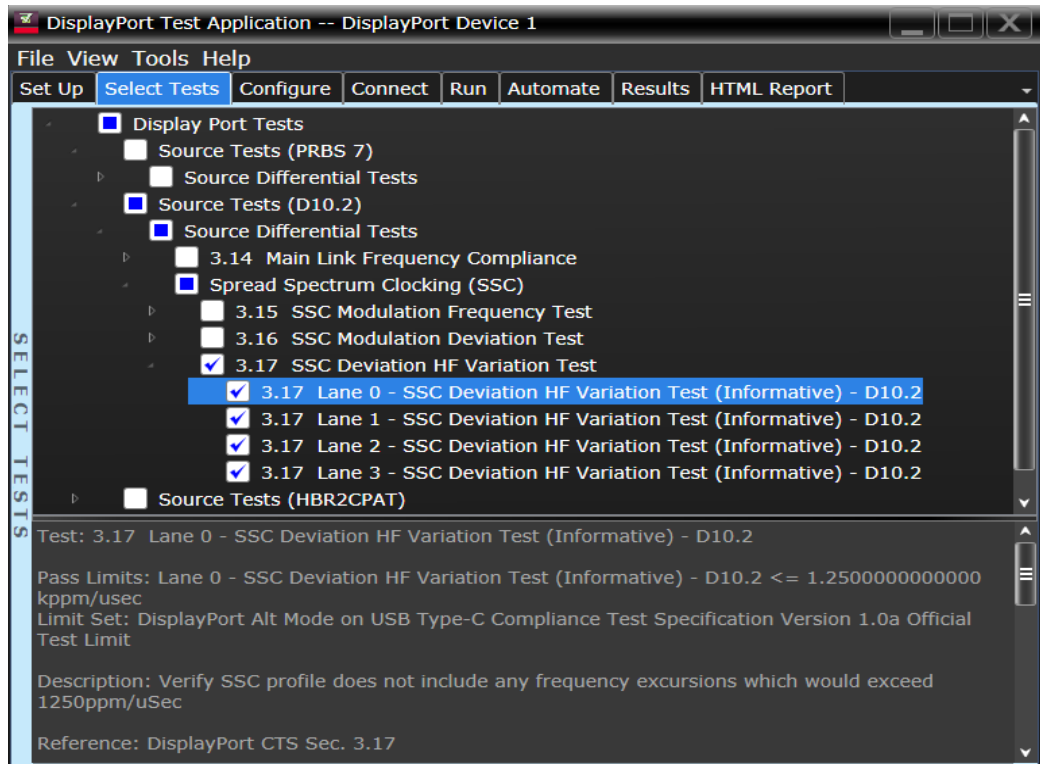 DisplayPort Test Application -- DisplayPort Device 1
File View Tools Help
Set Up Select Tests Configure Connect Run Automate Results HTML Report
SELECT TESTS
Display Port Tests
Source Tests (PRBS 7)
Source Differential Tests
Source Tests (D10.2)
Source Differential Tests
3.14 Main Link Frequency Compliance
Spread Spectrum Clocking (SSC)
3.15 SSC Modulation Frequency Test
3.16 SSC Modulation Deviation Test
3.17 SSC Deviation HF Variation Test
3.17 Lane 0 - SSC Deviation HF Variation Test (Informative) - D10.2
3.17 Lane 1 - SSC Deviation HF Variation Test (Informative) - D10.2
3.17 Lane 2 - SSC Deviation HF Variation Test (Informative) - D10.2
3.17 Lane 3 - SSC Deviation HF Variation Test (Informative) - D10.2
Source Tests (HBR2CPAT)
Test: 3.17 Lane 0 - SSC Deviation HF Variation Test (Informative) - D10.2
Pass Limits: Lane 0 - SSC Deviation HF Variation Test (Informative) - D10.2 <= 1.2500000000000
kppm/usec
Limit Set: DisplayPort Alt Mode on USB Type-C Compliance Test Specification Version 1.0a Official
Test Limit
Description: Verify SSC profile does not include any frequency excursions which would exceed
1250ppm/uSec
Reference: DisplayPort CTS Sec. 3.17